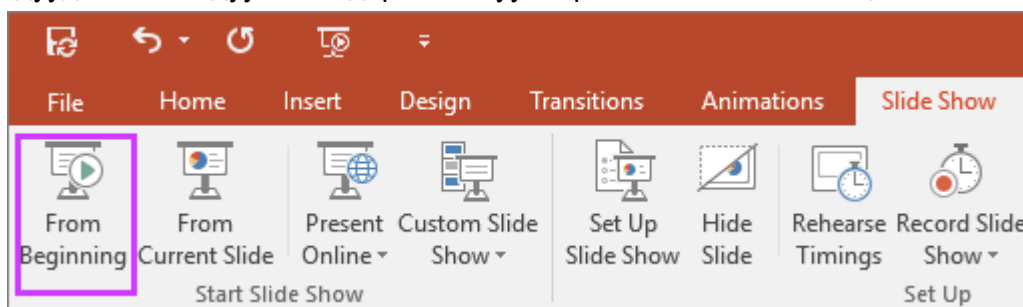 File Home Insert Design Transitions Animations Slide Show
From Beginning
From Current Slide
Present Online
Custom Slide Show
Set Up Slide Show
Hide Slide
Rehearse Timings
Record Slide Show
Start Slide Show
Set Up